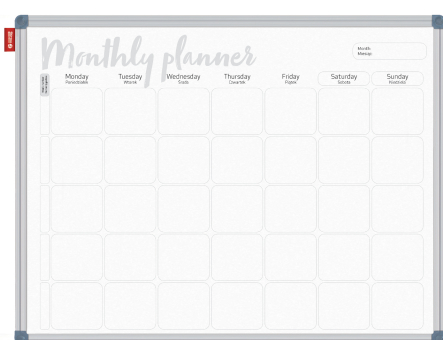 Monthly planner
Month
Miesiąc
Monday Tuesday Wednesday Thursday Friday Saturday Sunday
Poniedziałek Wtorek Środa Czwartek Piątek Sobota Niedziela